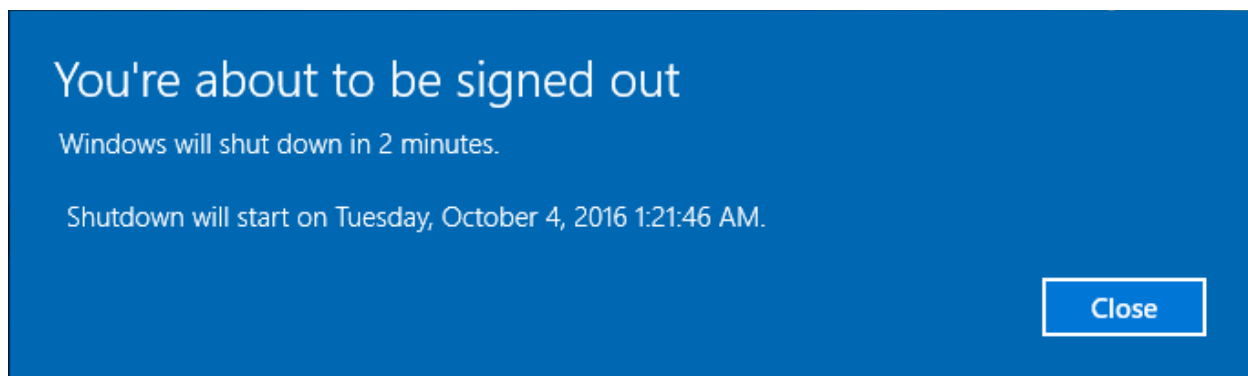 You're about to be signed out
Windows will shut down in 2 minutes.
Shutdown will start on Tuesday, October 4, 2016 1:21:46 AM.
Close